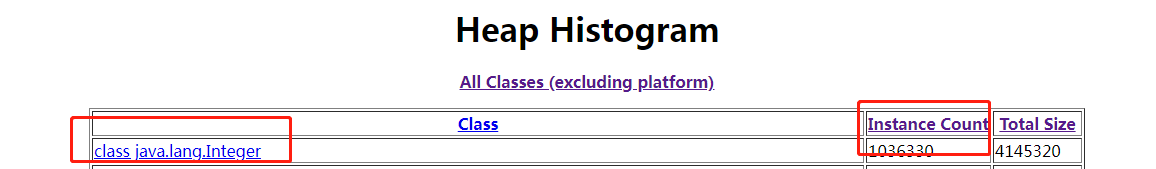 Heap Histogram
All Classes (excluding platform)
Class Instance Count Total Size
class java.lang.Integer 1036330 4145320